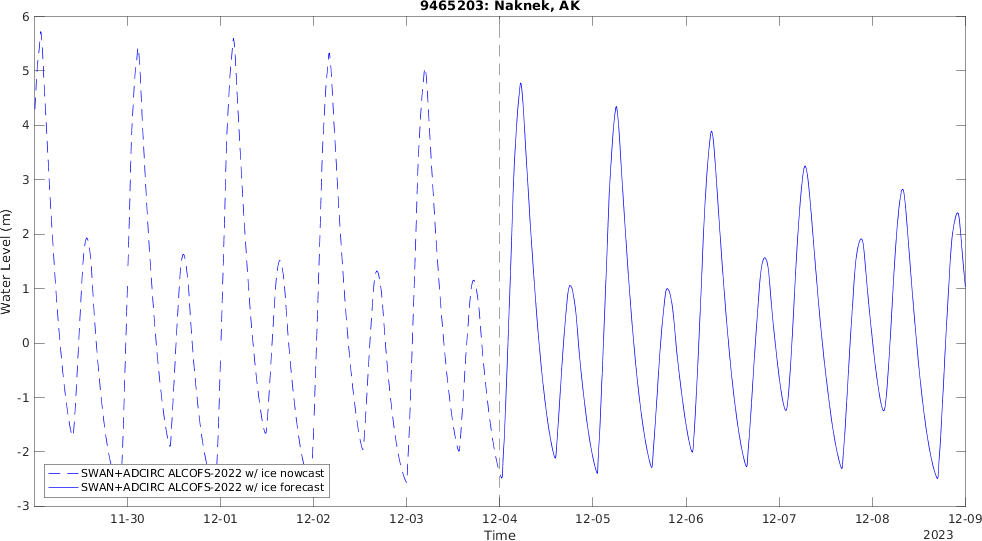 9465203: Naknek, AK
Water Level (m)
6
5
4
3
2
1
0
-1
-2
-3
SWAN+ADCIRC ALCOFS-2022 w/ ice nowcast
SWAN+ADCIRC ALCOFS-2022 w/ ice forecast
11-30 12-01 12-02 12-03 12-04 12-05 12-06 12-07 12-08 12-09
Time
2023